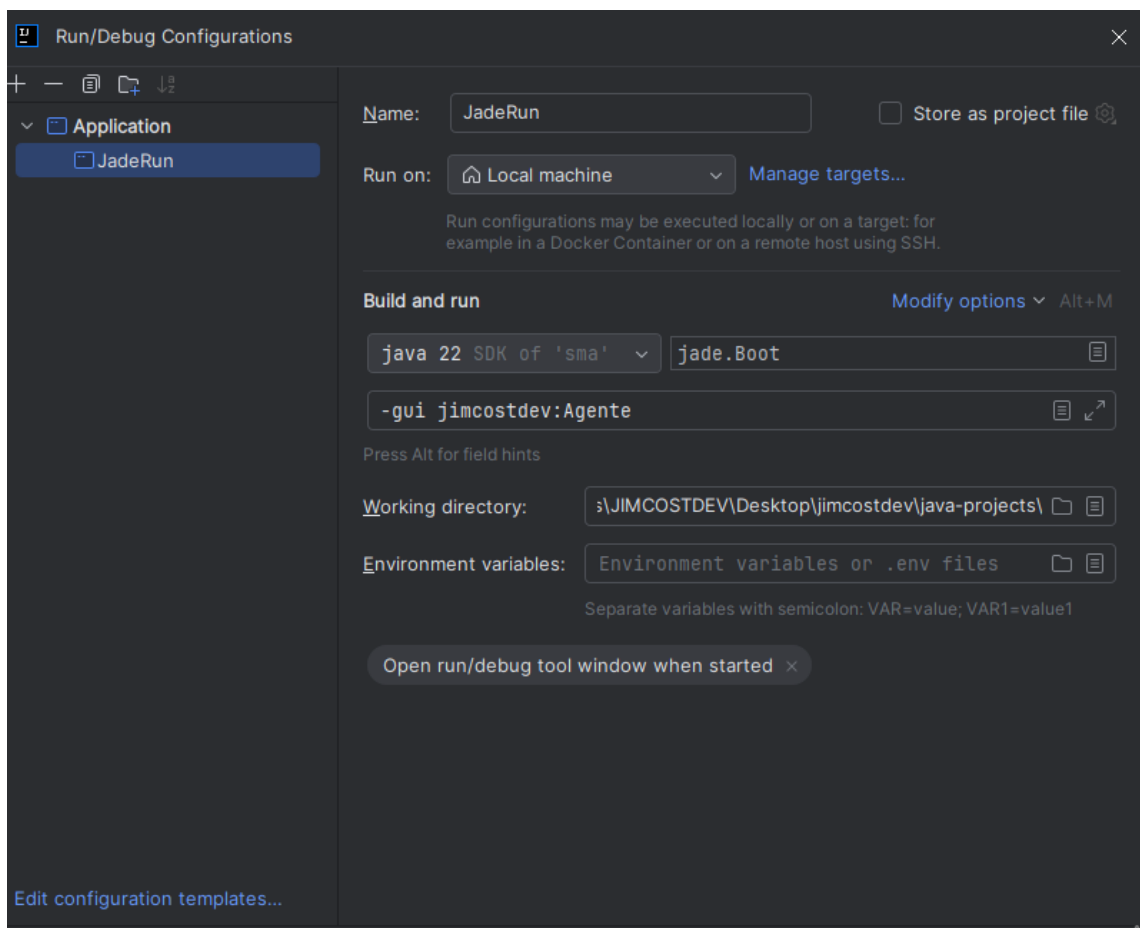 Run/Debug Configurations
Application
JadeRun
Name: JadeRun Store as project file
Run on: Local machine Manage targets...
Run configurations may be executed locally or on a target: for
example in a Docker Container or on a remote host using SSH.
Build and run Modify options Alt+M
java 22 SDK of 'sma' jade.Boot
-gui jimcostdev:Agente
Press Alt for field hints
Working directory: s\JIMCOSTDEV\Desktop\jimcostdev\java-projects\
Environment variables: Environment variables or .env files
Separate variables with semicolon: VAR=value; VAR1=value1
Open run/debug tool window when started
Edit configuration templates...